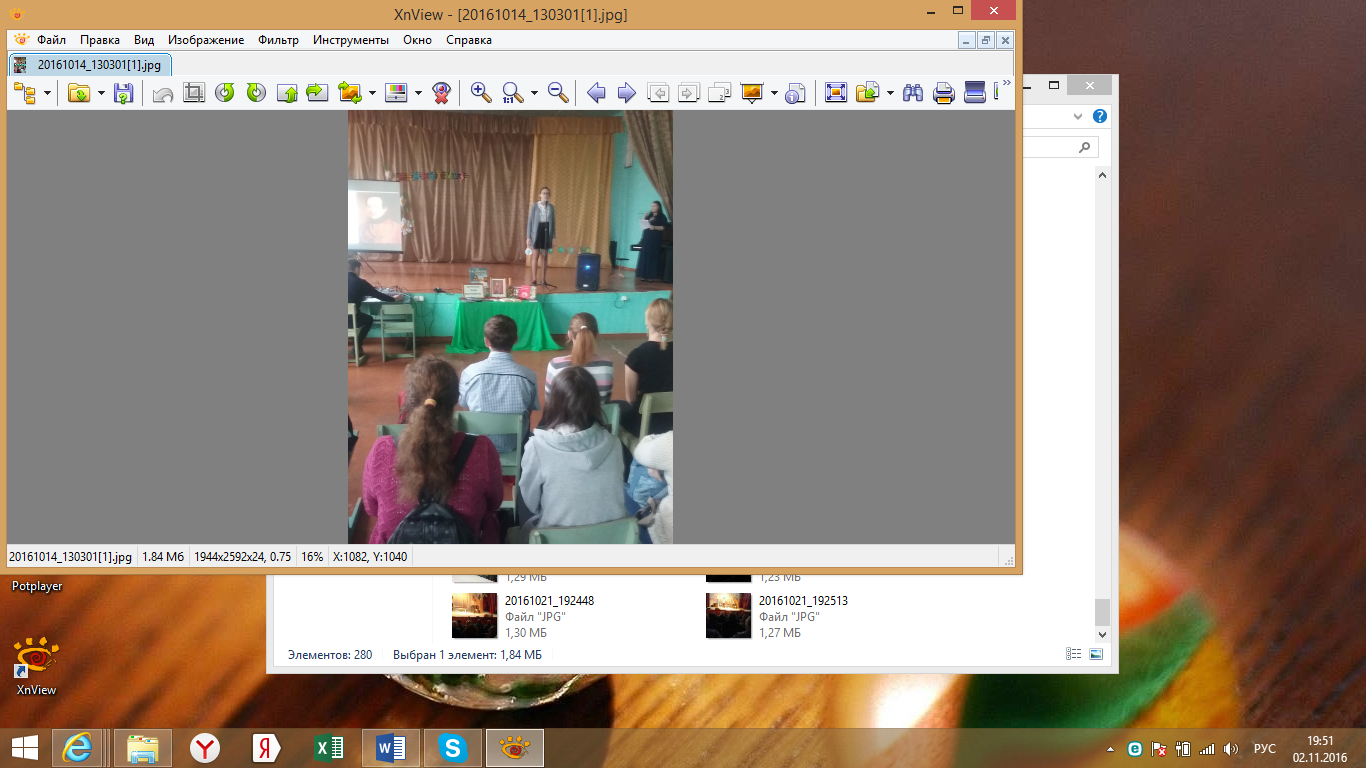 XnView - [20161014_130301[1].jpg]
Файл Правка Вид Изображение Фильтр Инструменты Окно Справка
20161014_130301[1].jpg
1:1
20161014_130301[1].jpg 1.84 Мб 1944x2592x24, 0.75 16% X:1082, Y:1040
Potplayer
1,29 МБ 1,23 МБ
20161021_192448 20161021_192513
Файл "JPG" Файл "JPG"
1,30 МБ 1,27 МБ
Элементов: 280 Выбран 1 элемент: 1,84 МБ
XnView
РУС
19:51
02.11.2016